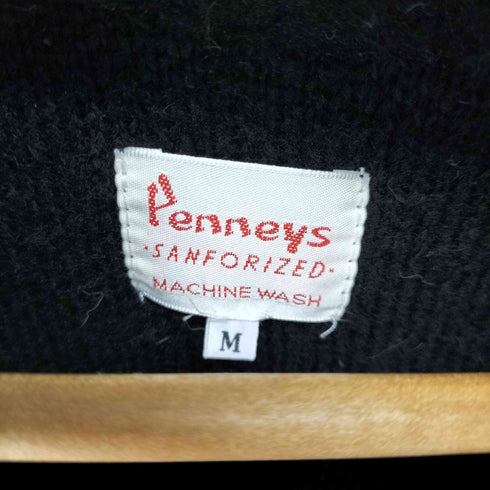 Penneys
·SANFORIZED·
MACHINE WASH
M